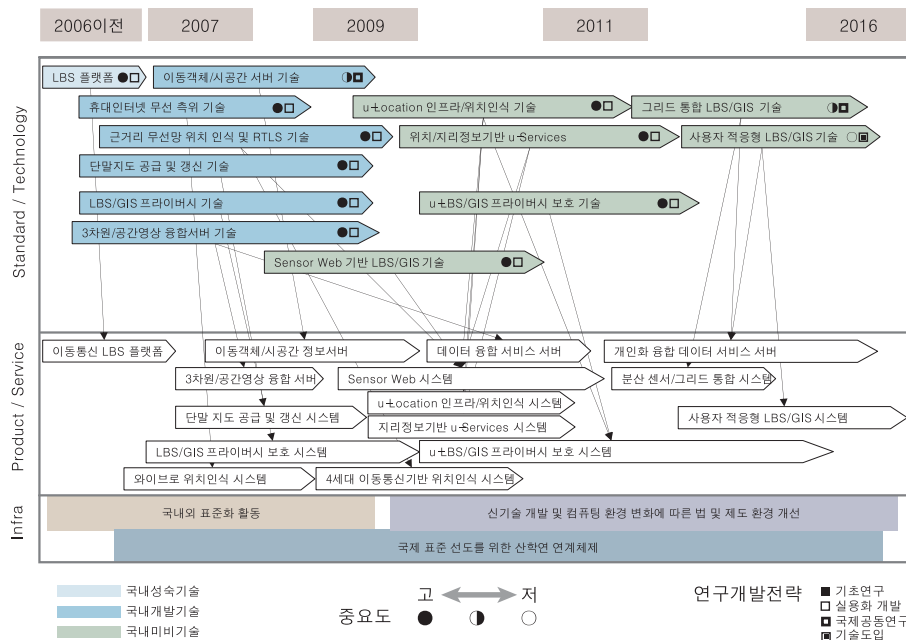 2006이전 2007 2009 2011 2016
Standard / Technology
LBS 플랫폼 이동객체/시공간 서버 기술
휴대인터넷 무선 측위 기술 u-Location 인프라/위치인식 기술 그리드 통합 LBS/GIS 기술
근거리 무선망 위치 인식 및 RTLS 기술 위치/지리정보기반 u-Services 사용자 적응형 LBS/GIS 기술
단말지도 공급 및 갱신 기술
LBS/GIS 프라이버시 기술 u-LBS/GIS 프라이버시 보호 기술
3차원/공간영상 융합서버 기술
Sensor Web 기반 LBS/GIS 기술
Product / Service
이동통신 LBS 플랫폼 이동객체/시공간 정보서버 데이터 융합 서비스 서버 개인화 융합 데이터 서비스 서버
3차원/공간영상 융합 서버 Sensor Web 시스템 분산 센서/그리드 통합 시스템
u-Location 인프라/위치인식 시스템
단말 지도 공급 및 갱신 시스템 지리정보기반 u-Services 시스템 사용자 적응형 LBS/GIS 시스템
LBS/GIS 프라이버시 보호 시스템 u-LBS/GIS 프라이버시 보호 시스템
와이브로 위치인식 시스템 4세대 이동통신기반 위치인식 시스템
Infra
국내외 표준화 활동 신기술 개발 및 컴퓨팅 환경 변화에 따른 법 및 제도 환경 개선
국제 표준 선도를 위한 산학연 연계체제
국내성숙기술
국내개발기술
국내미비기술
중요도 고 저
연구개발전략
기초연구
실용화 개발
국제공동연구
기술도입